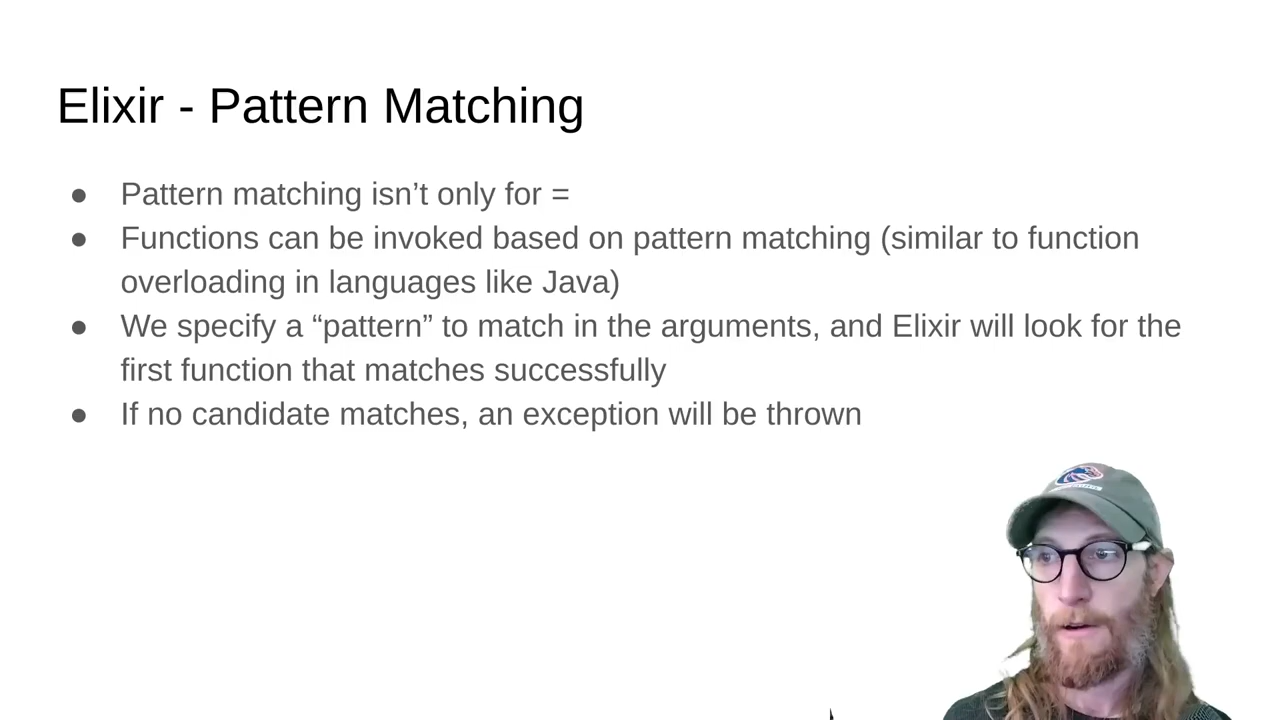 Elixir - Pattern Matching
● Pattern matching isn’t only for =
● Functions can be invoked based on pattern matching (similar to function
overloading in languages like Java)
● We specify a “pattern” to match in the arguments, and Elixir will look for the
first function that matches successfully
● If no candidate matches, an exception will be thrown